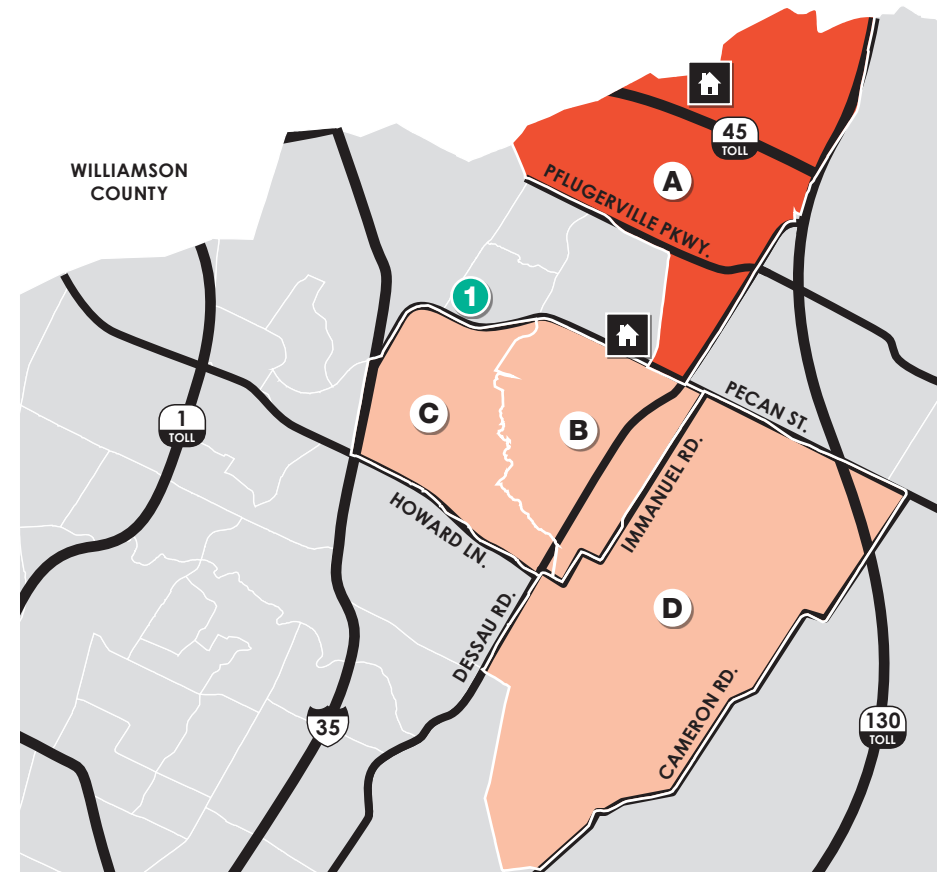 45
TOLL
WILLIAMSON
COUNTY
A
PFLUGERVILLE PKWY.
1
PECAN ST.
1
TOLL
C
B
IMMANUEL RD.
HOWARD LN.
DESSAU RD.
D
CAMERON RD.
35
130
TOLL